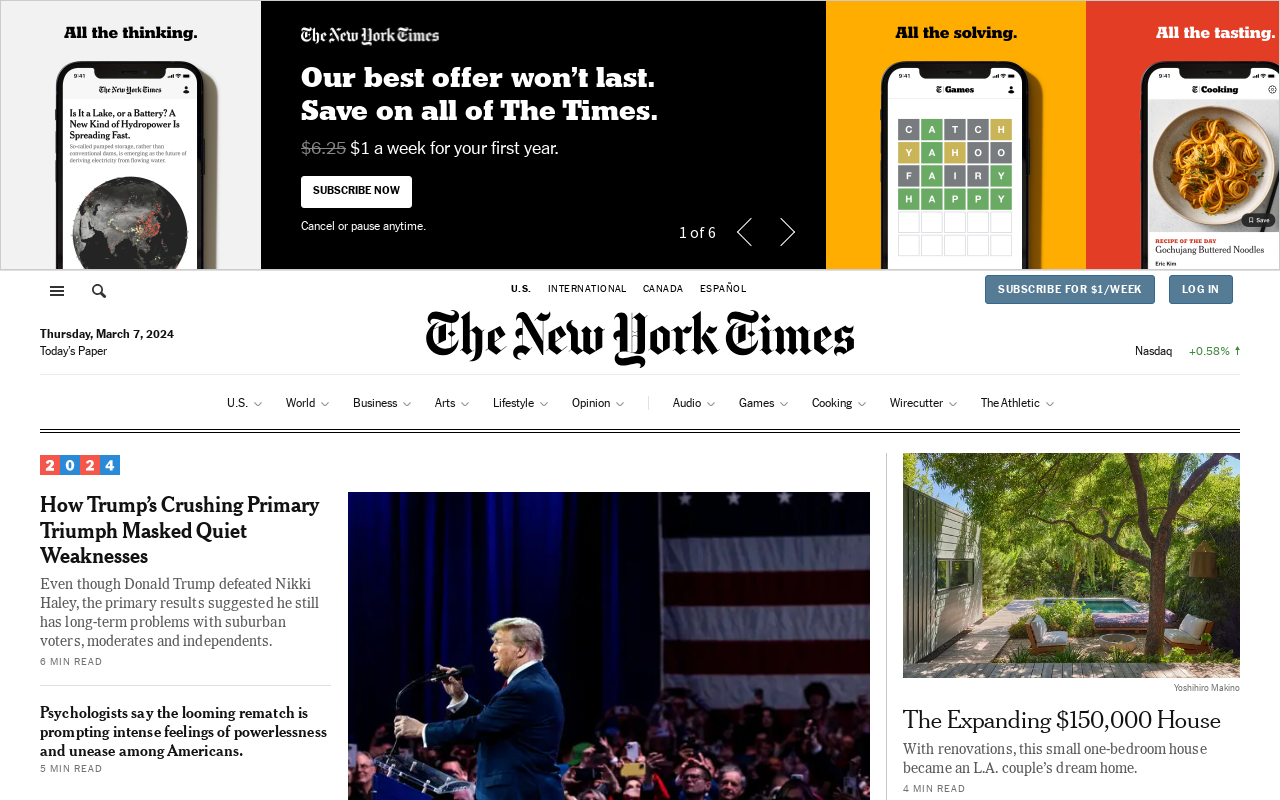 All the thinking.
9:41
The New York Times
Is It a Lake, or a Battery? A
New Kind of Hydropower Is
Spreading Fast.
So-called pumped storage, rather than
conventional dams, is emerging as the future of
deriving electricity from flowing water.
The New York Times
Our best offer won’t last.
Save on all of The Times.
$6.25 $1 a week for your first year.
SUBSCRIBE NOW
Cancel or pause anytime.
1 of 6
All the solving.
9:41
Games
C A T C H
Y A H O O
F A I R Y
H A P P Y
All the tasting.
9:41
Cooking
Save
RECIPE OF THE DAY
Gochujang Buttered Noodles
Eric Kim
U.S. INTERNATIONAL CANADA ESPAÑOL
SUBSCRIBE FOR $1/WEEK LOG IN
Thursday, March 7, 2024
Today’s Paper
The New York Times
Nasdaq +0.58%
U.S. World Business Arts Lifestyle Opinion Audio Games Cooking Wirecutter The Athletic
2024
How Trump’s Crushing Primary
Triumph Masked Quiet
Weaknesses
Even though Donald Trump defeated Nikki
Haley, the primary results suggested he still
has long-term problems with suburban
voters, moderates and independents.
6 MIN READ
Psychologists say the looming rematch is
prompting intense feelings of powerlessness
and unease among Americans.
5 MIN READ
Yoshihiro Makino
The Expanding $150,000 House
With renovations, this small one-bedroom house
became an L.A. couple’s dream home.
4 MIN READ